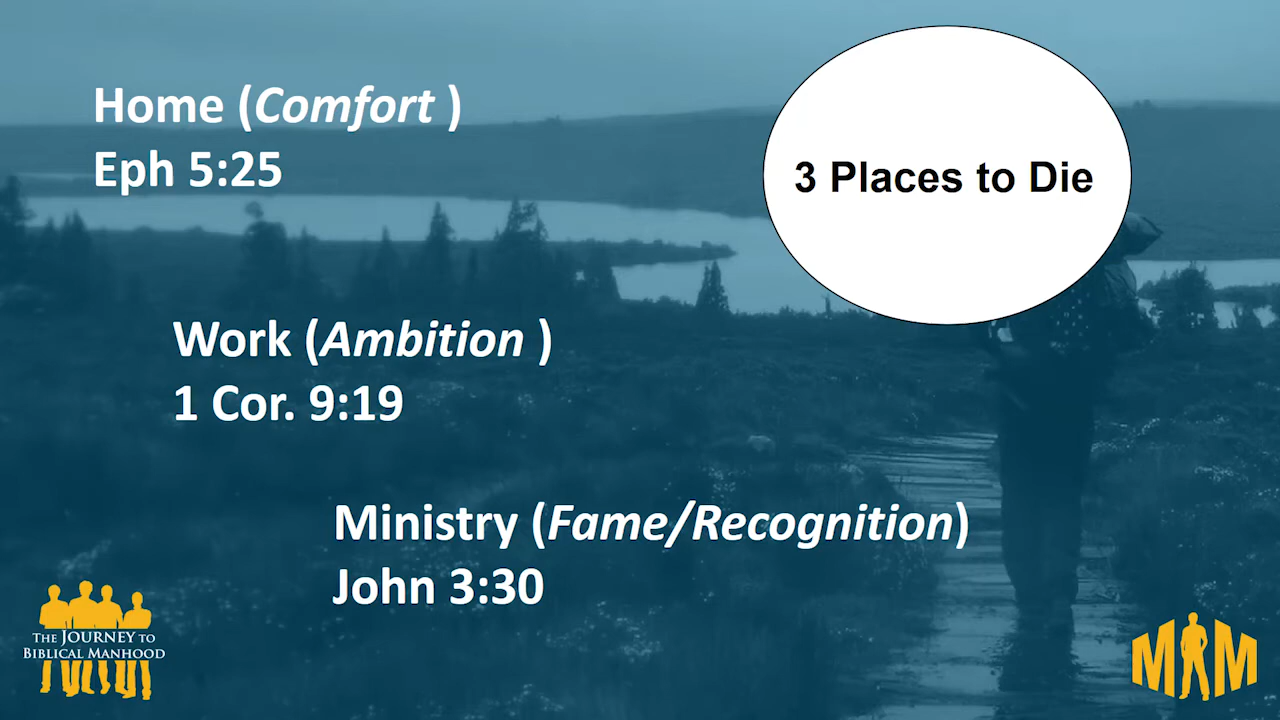 3 Places to Die
Home (Comfort )
Eph 5:25
Work (Ambition )
1 Cor. 9:19
Ministry (Fame/Recognition)
John 3:30
THE JOURNEY TO
BIBLICAL MANHOOD
MIM